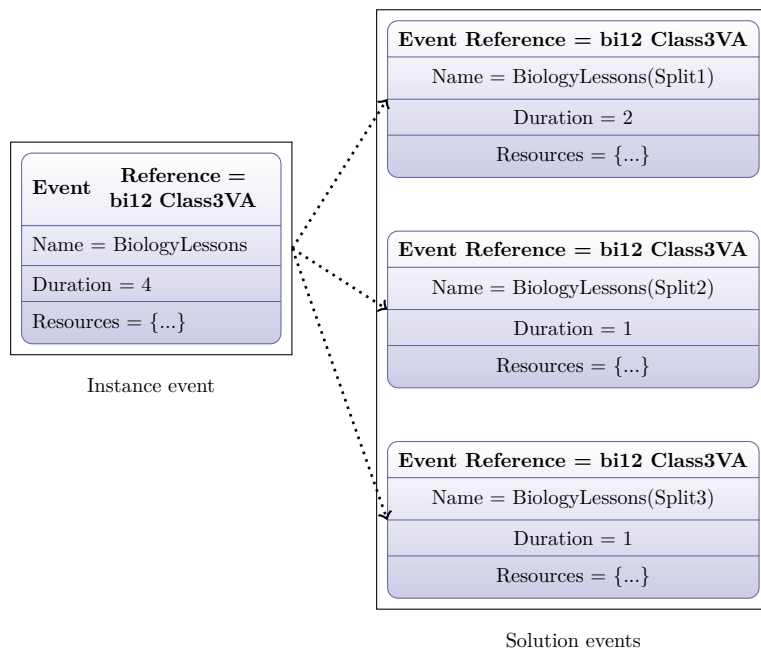 Event Reference =
bi12 Class3VA
Name = BiologyLessons
Duration = 4
Resources = {...}
Instance event
Event Reference = bi12 Class3VA
Name = BiologyLessons(Split1)
Duration = 2
Resources = {...}
Event Reference = bi12 Class3VA
Name = BiologyLessons(Split2)
Duration = 1
Resources = {...}
Event Reference = bi12 Class3VA
Name = BiologyLessons(Split3)
Duration = 1
Resources = {...}
Solution events